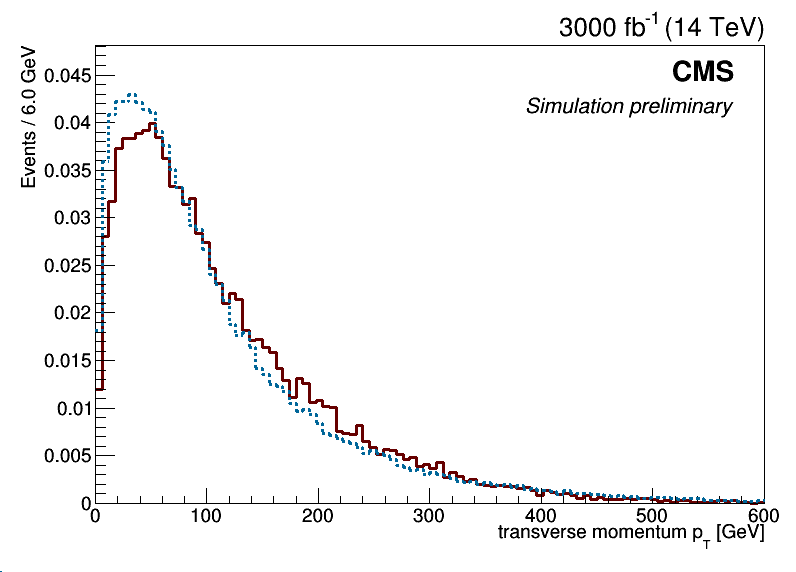 3000 fb-1 (14 TeV)
CMS
Simulation preliminary
Events / 6.0 GeV
0.045
0.04
0.035
0.03
0.025
0.02
0.015
0.01
0.005
0
0 100 200 300 400 500 600
transverse momentum pT [GeV]